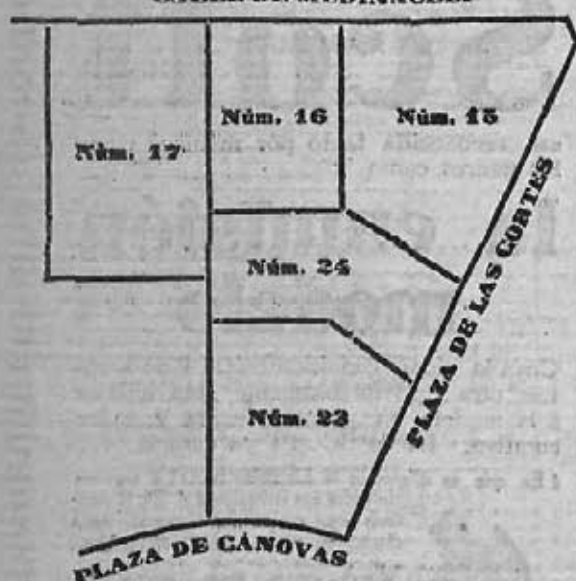 Núm. 16
Núm. 15
Núm. 17
Núm. 24
PLAZA DE LAS CORTES
Núm. 23
PLAZA DE CÁNOVAS